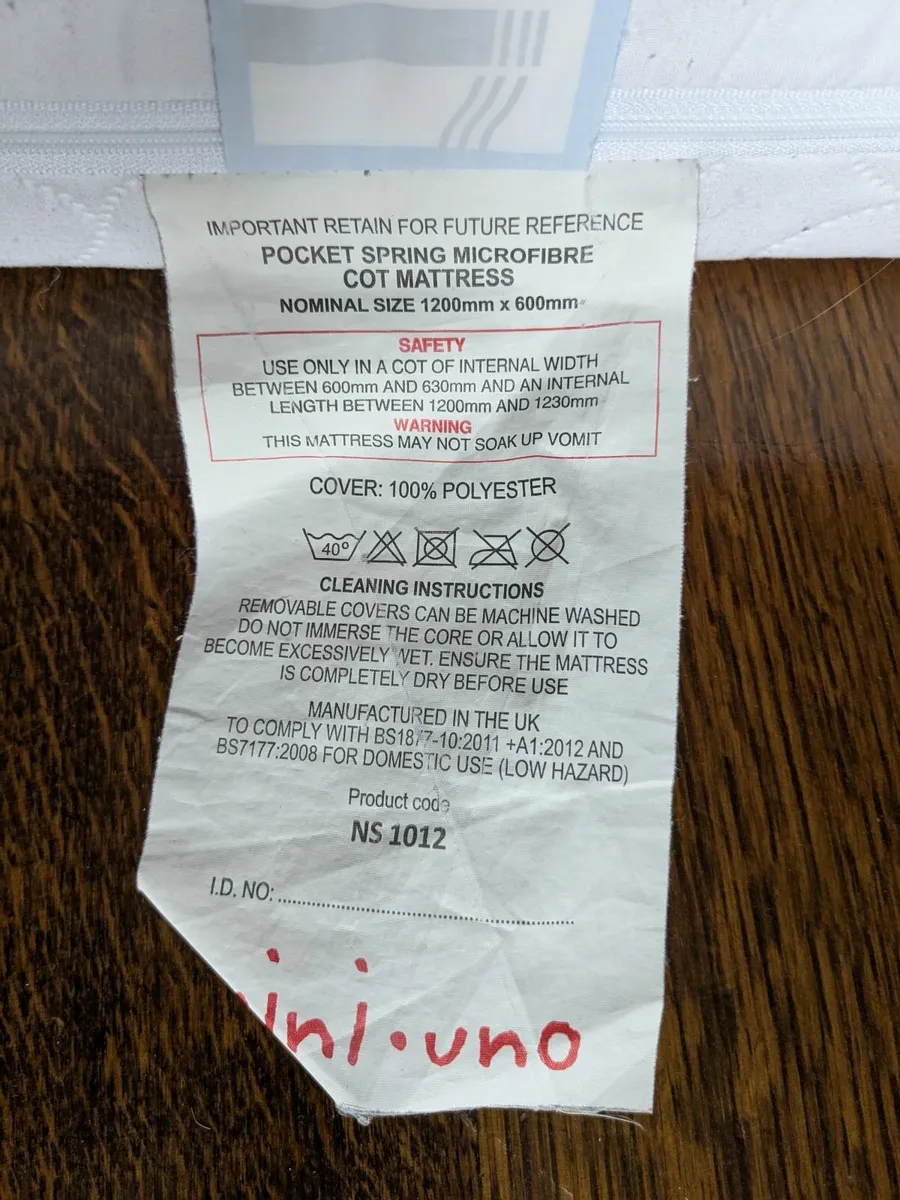 IMPORTANT RETAIN FOR FUTURE REFERENCE
POCKET SPRING MICROFIBRE
COT MATTRESS
NOMINAL SIZE 1200mm x 600mm
SAFETY
USE ONLY IN A COT OF INTERNAL WIDTH
BETWEEN 600mm AND 630mm AND AN INTERNAL
LENGTH BETWEEN 1200mm AND 1230mm
WARNING
THIS MATTRESS MAY NOT SOAK UP VOMIT
COVER: 100% POLYESTER
40°
CLEANING INSTRUCTIONS
REMOVABLE COVERS CAN BE MACHINE WASHED
DO NOT IMMERSE THE CORE OR ALLOW IT TO
BECOME EXCESSIVELY WET. ENSURE THE MATTRESS
IS COMPLETELY DRY BEFORE USE
MANUFACTURED IN THE UK
TO COMPLY WITH BS1877-10:2011 +A1:2012 AND
BS7177:2008 FOR DOMESTIC USE (LOW HAZARD)
Product code
NS 1012
I.D. NO: ........................................................
ini•uno